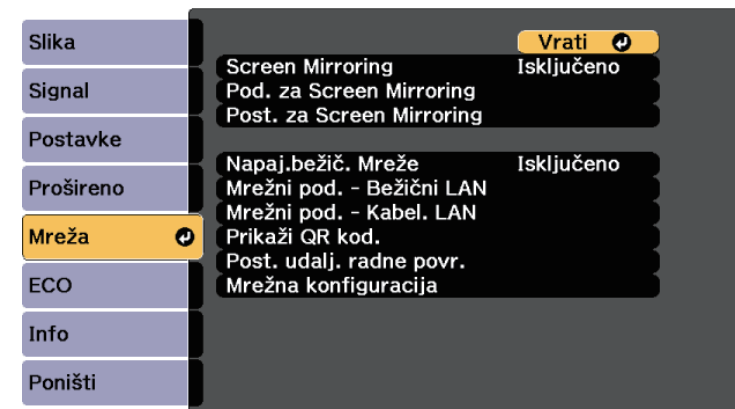 Slika
Signal
Postavke
Prošireno
Mreža
ECO
Info
Poništi
Vrati
Screen Mirroring Isključeno
Pod. za Screen Mirroring
Post. za Screen Mirroring
Napaj.bežič. Mreže Isključeno
Mrežni pod. - Bežični LAN
Mrežni pod. - Kabel. LAN
Prikaži QR kod.
Post. udalj. radne povr.
Mrežna konfiguracija